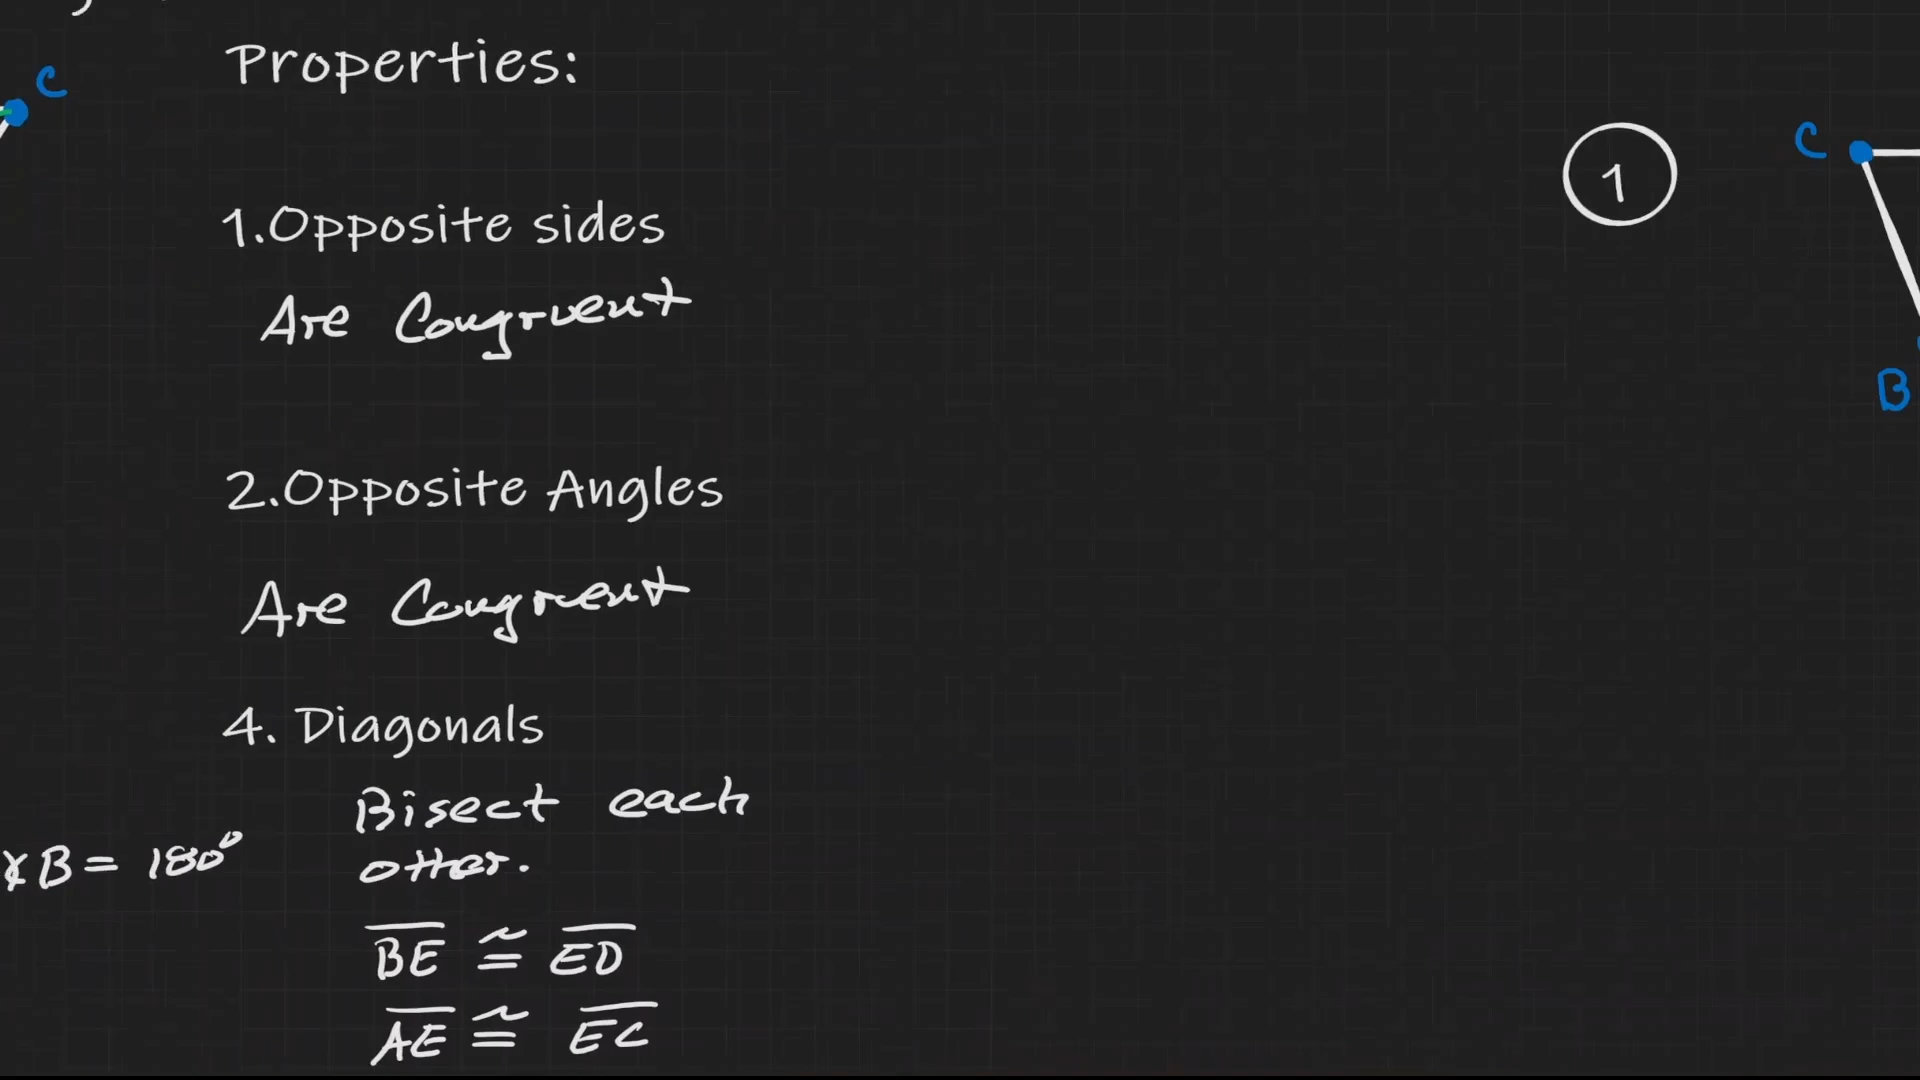 C
Properties:
1
C
1.Opposite sides
Are Congruent
B
2.Opposite Angles
Are Congruent
4. Diagonals
Bisect each
other.
∡B = 180°
BE ≅ ED
AE ≅ EC